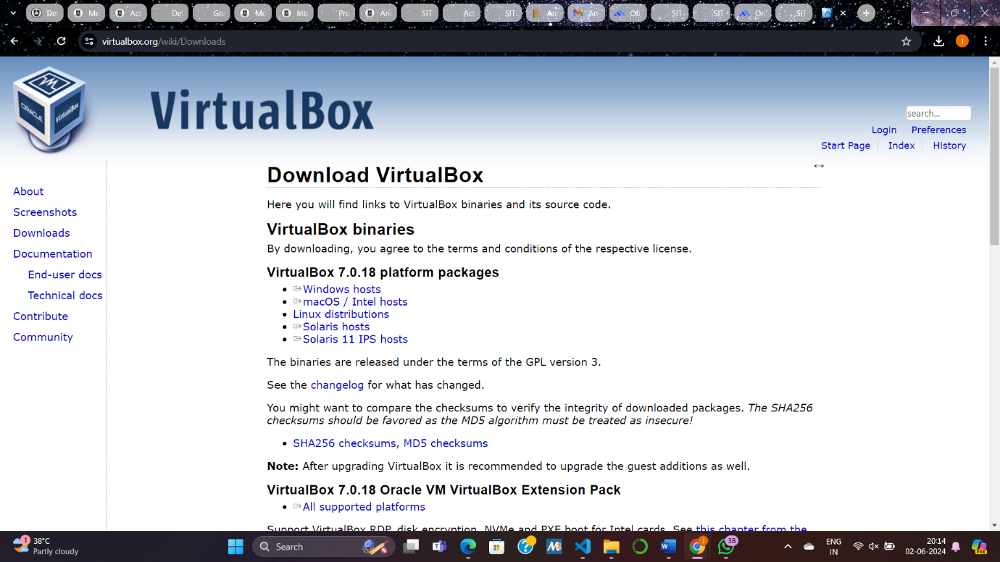 De
Mo
Act
De
Gra
Mo
Intr
Pro
An
SIT
Act
SIT
An
An
Of
SIT
SIT
On
SIT
virtualbox.org/wiki/Downloads
j
ORACLE
VirtualBox
VirtualBox
search...
Login
Preferences
Start Page
Index
History
About
Screenshots
Downloads
Documentation
End-user docs
Technical docs
Contribute
Community
Download VirtualBox
Here you will find links to VirtualBox binaries and its source code.
VirtualBox binaries
By downloading, you agree to the terms and conditions of the respective license.
VirtualBox 7.0.18 platform packages
Windows hosts
macOS / Intel hosts
Linux distributions
Solaris hosts
Solaris 11 IPS hosts
The binaries are released under the terms of the GPL version 3.
See the changelog for what has changed.
You might want to compare the checksums to verify the integrity of downloaded packages. The SHA256
checksums should be favored as the MD5 algorithm must be treated as insecure!
SHA256 checksums, MD5 checksums
Note: After upgrading VirtualBox it is recommended to upgrade the guest additions as well.
VirtualBox 7.0.18 Oracle VM VirtualBox Extension Pack
All supported platforms
Support VirtualBox RDP, disk encryption, NVMe and PXE boot for Intel cards. See this chapter from the
1
38°C
Partly cloudy
Search
38
ENG
IN
20:14
02-06-2024
PRE